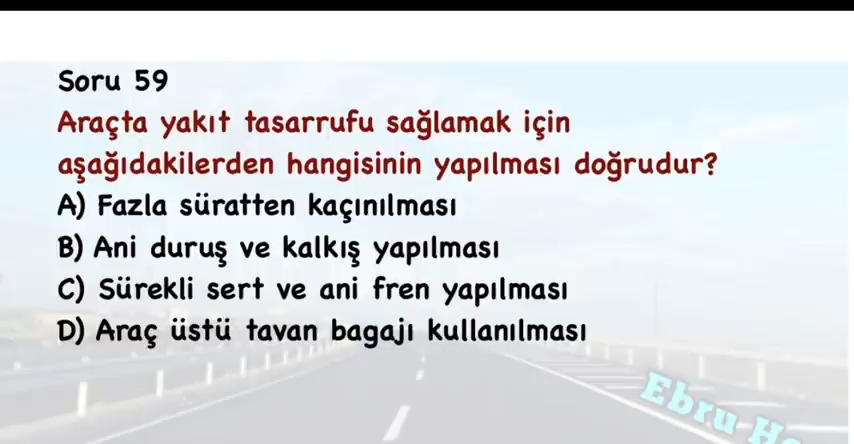 Soru 59
Araçta yakıt tasarrufu sağlamak için
aşağıdakilerden hangisinin yapılması doğrudur?
A) Fazla süratten kaçınılması
B) Ani duruş ve kalkış yapılması
C) Sürekli sert ve ani fren yapılması
D) Araç üstü tavan bagajı kullanılması
Ebru